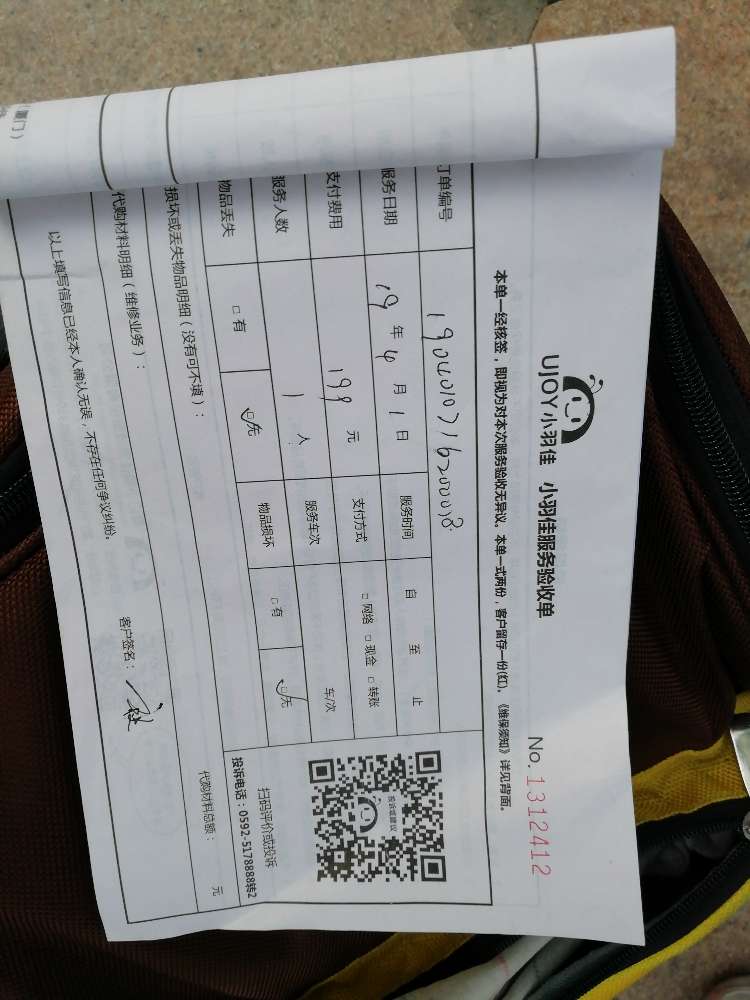 UJOY小羽佳 小羽佳服务验收单
No.1312412
本单一经核签，即视为对本次服务验收无异议。本单一式两份，客户留存一份(红)。《维保须知》详见背面。
订单编号 1904010716200018
服务日期 19年4月1日 服务时间 自 至 止
支付费用 199元 支付方式 □网络 □现金 □转账
服务人数 1人 服务车次 车/次
物品丢失 □有 ☑无 物品损坏 □有 ☑无
扫码评价或投诉
投诉电话：0592-5178888转2
损坏或丢失物品明细（没有可不填）：
代购材料明细（维修业务）：
代购材料总额： 元
以上填写信息已经本人确认无误，不存在任何争议纠纷。
客户签名：
厦门）